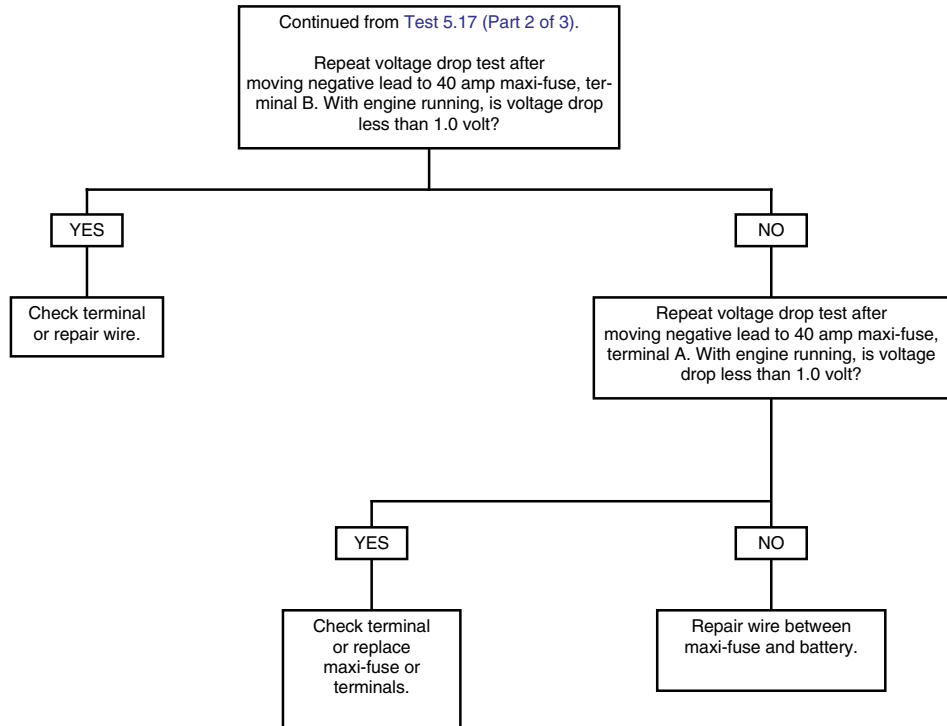 Continued from Test 5.17 (Part 2 of 3).
Repeat voltage drop test after
moving negative lead to 40 amp maxi-fuse, ter-
minal B. With engine running, is voltage drop
less than 1.0 volt?
YES
NO
Check terminal
or repair wire.
Repeat voltage drop test after
moving negative lead to 40 amp maxi-fuse,
terminal A. With engine running, is voltage
drop less than 1.0 volt?
YES
NO
Check terminal
or replace
maxi-fuse or
terminals.
Repair wire between
maxi-fuse and battery.